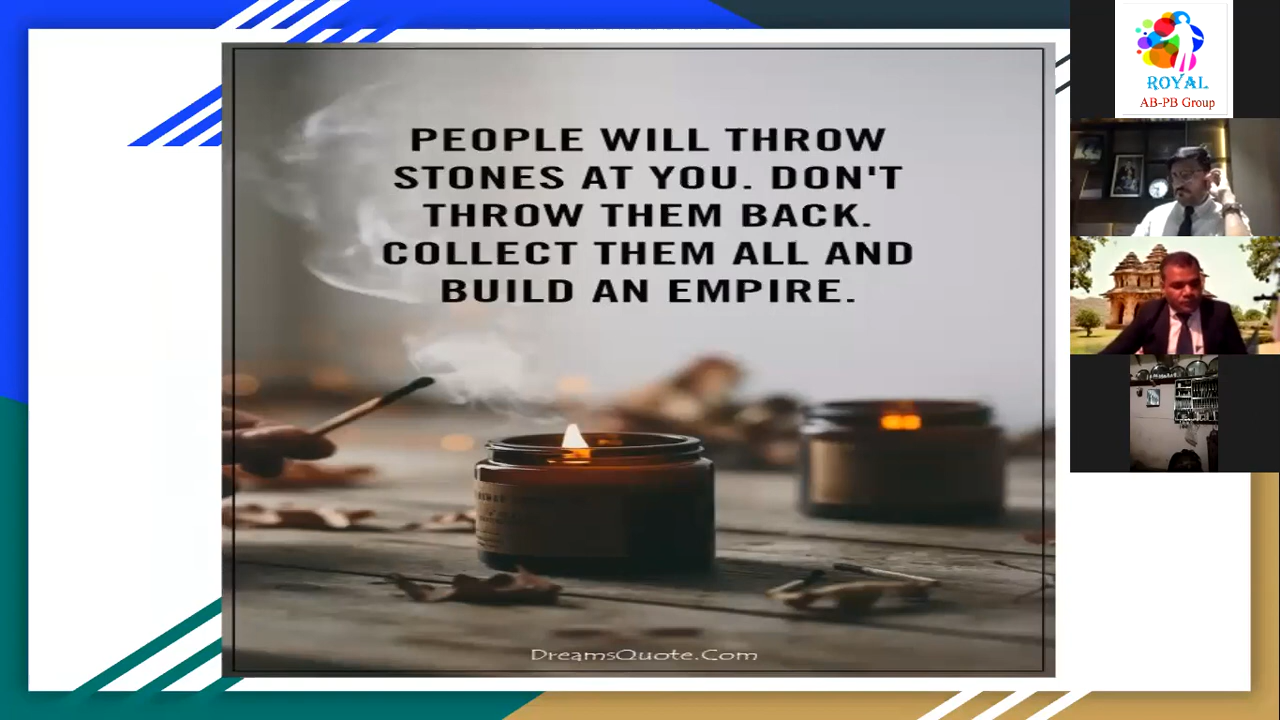 PEOPLE WILL THROW
STONES AT YOU. DON'T
THROW THEM BACK.
COLLECT THEM ALL AND
BUILD AN EMPIRE.
DreamsQuote.Com
ROYAL
AB-PB Group